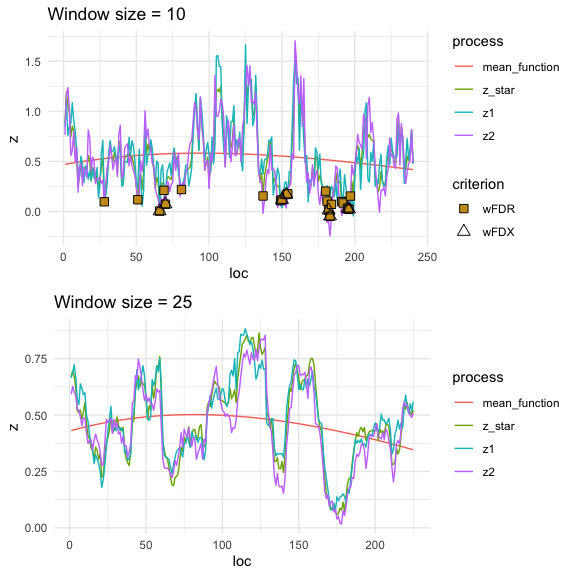 Window size = 10
z
1.5
1.0
0.5
0.0
0
50
100
150
200
250
loc
process
mean_function
z_star
z1
z2
criterion
wFDR
wFDX
Window size = 25
z
0.75
0.50
0.25
0.00
0
50
100
150
200
loc
process
mean_function
z_star
z1
z2